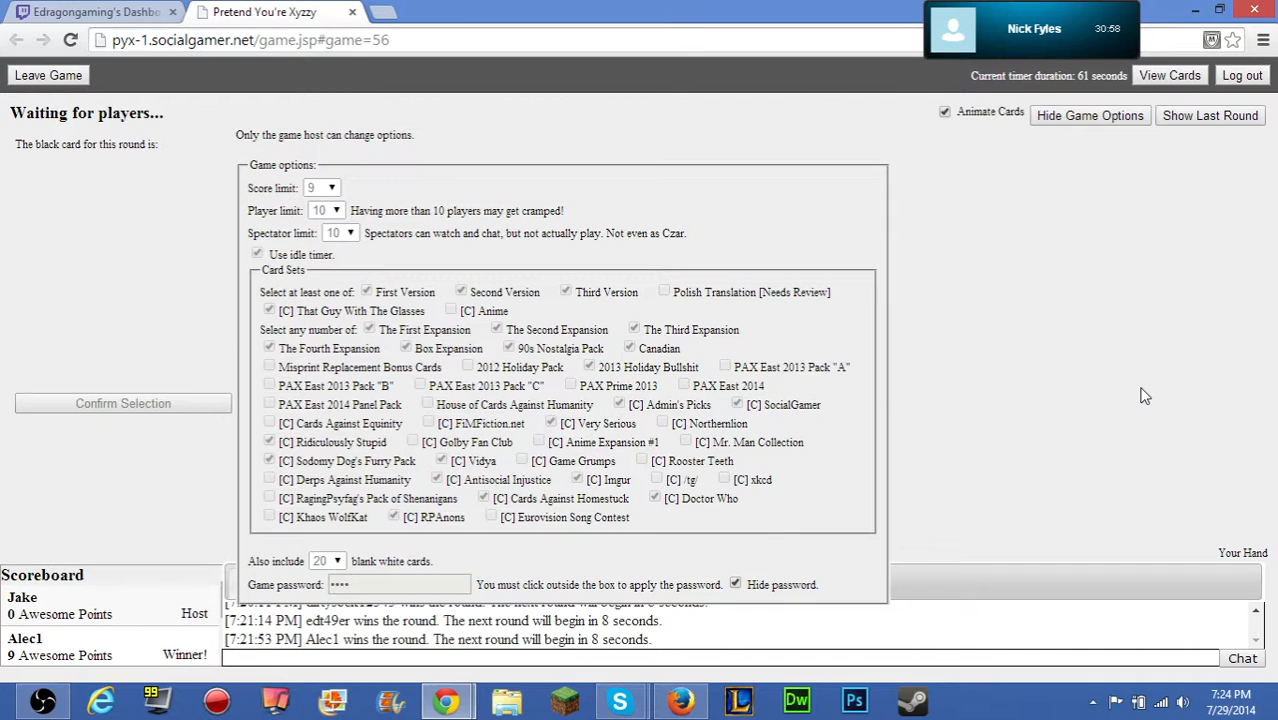 Edragongaming's Dashbo
Pretend You're Xyzzy
pyx-1.socialgamer.net/game.jsp#game=56
Nick Fyles 30:58
Leave Game
Current timer duration: 61 seconds View Cards Log out
Waiting for players...
Animate Cards Hide Game Options Show Last Round
The black card for this round is:
Only the game host can change options.
Game options:
Score limit: 9
Player limit: 10 Having more than 10 players may get cramped!
Spectator limit: 10 Spectators can watch and chat, but not actually play. Not even as Czar.
Use idle timer.
Card Sets
Select at least one of: First Version Second Version Third Version Polish Translation [Needs Review]
[C] That Guy With The Glasses [C] Anime
Select any number of: The First Expansion The Second Expansion The Third Expansion
The Fourth Expansion Box Expansion 90s Nostalgia Pack Canadian
Misprint Replacement Bonus Cards 2012 Holiday Pack 2013 Holiday Bullshit PAX East 2013 Pack "A"
PAX East 2013 Pack "B" PAX East 2013 Pack "C" PAX Prime 2013 PAX East 2014
PAX East 2014 Panel Pack House of Cards Against Humanity [C] Admin's Picks [C] SocialGamer
[C] Cards Against Equinity [C] FiMFiction.net [C] Very Serious [C] Northernlion
[C] Ridiculously Stupid [C] Golby Fan Club [C] Anime Expansion #1 [C] Mr. Man Collection
[C] Sodomy Dog's Furry Pack [C] Vidya [C] Game Grumps [C] Rooster Teeth
[C] Derps Against Humanity [C] Antisocial Injustice [C] Imgur [C] /tg/ [C] xkcd
[C] RagingPsyfag's Pack of Shenanigans [C] Cards Against Homestuck [C] Doctor Who
[C] Khaos WolfKat [C] RPAnons [C] Eurovision Song Contest
Also include 20 blank white cards.
Game password: •••• You must click outside the box to apply the password. Hide password.
Confirm Selection
Your Hand
Scoreboard
Jake
0 Awesome Points Host
Alec1
9 Awesome Points Winner!
[7:21:14 PM] edt49er wins the round. The next round will begin in 8 seconds.
[7:21:53 PM] Alec1 wins the round. The next round will begin in 8 seconds.
Chat
99
Dw
Ps
7:24 PM
7/29/2014